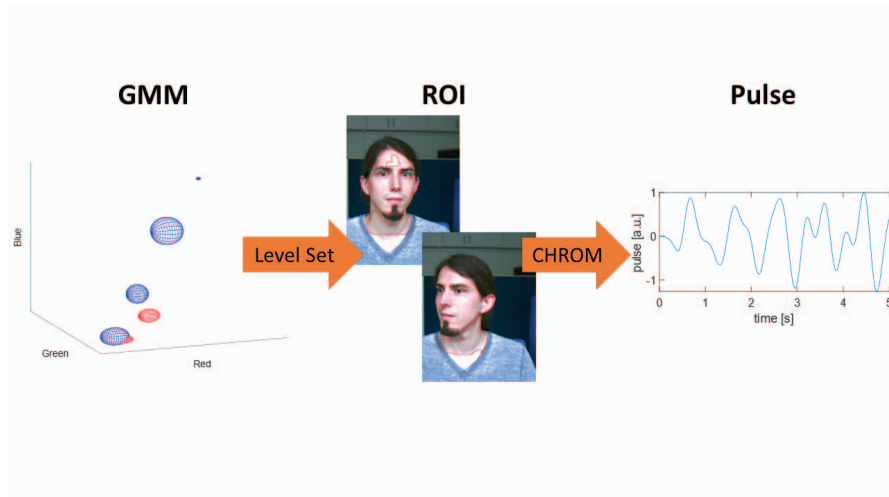 GMM
ROI
Pulse
Blue
Green
Red
Level Set
CHROM
pulse [a.u.]
1
0
-1
0
1
2
3
4
5
time [s]